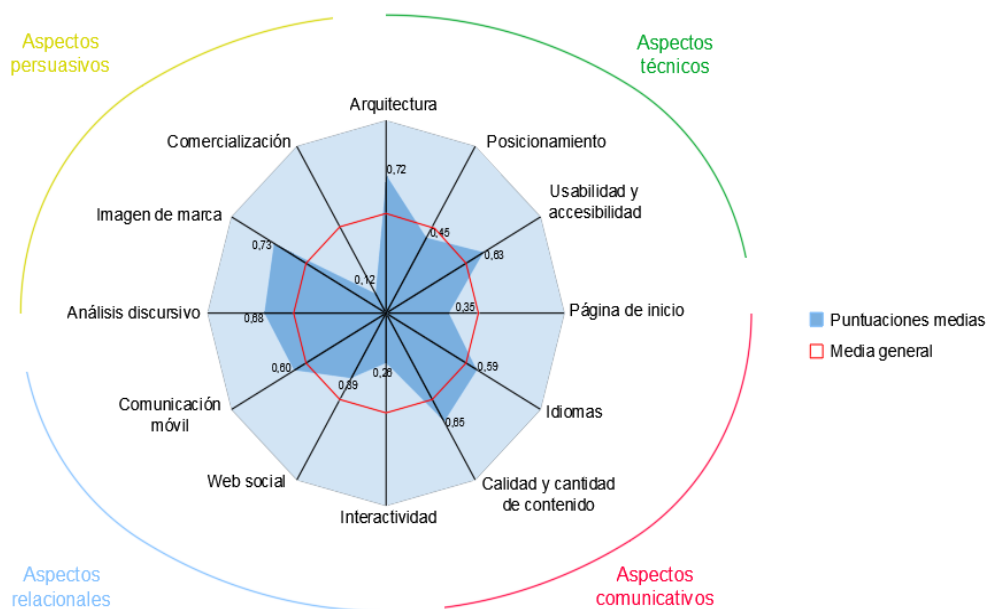 Aspectos
persuasivos
Aspectos
técnicos
Arquitectura
Comercialización
Posicionamiento
Usabilidad y
accesibilidad
Imagen de marca
Análisis discursivo
Página de inicio
Comunicación
móvil
Idiomas
Web social
Calidad y cantidad
de contenido
Interactividad
0,72
0,45
0,63
0,35
0,59
0,65
0,26
0,39
0,60
0,68
0,73
0,12
Puntuaciones medias
Media general
Aspectos
relacionales
Aspectos
comunicativos